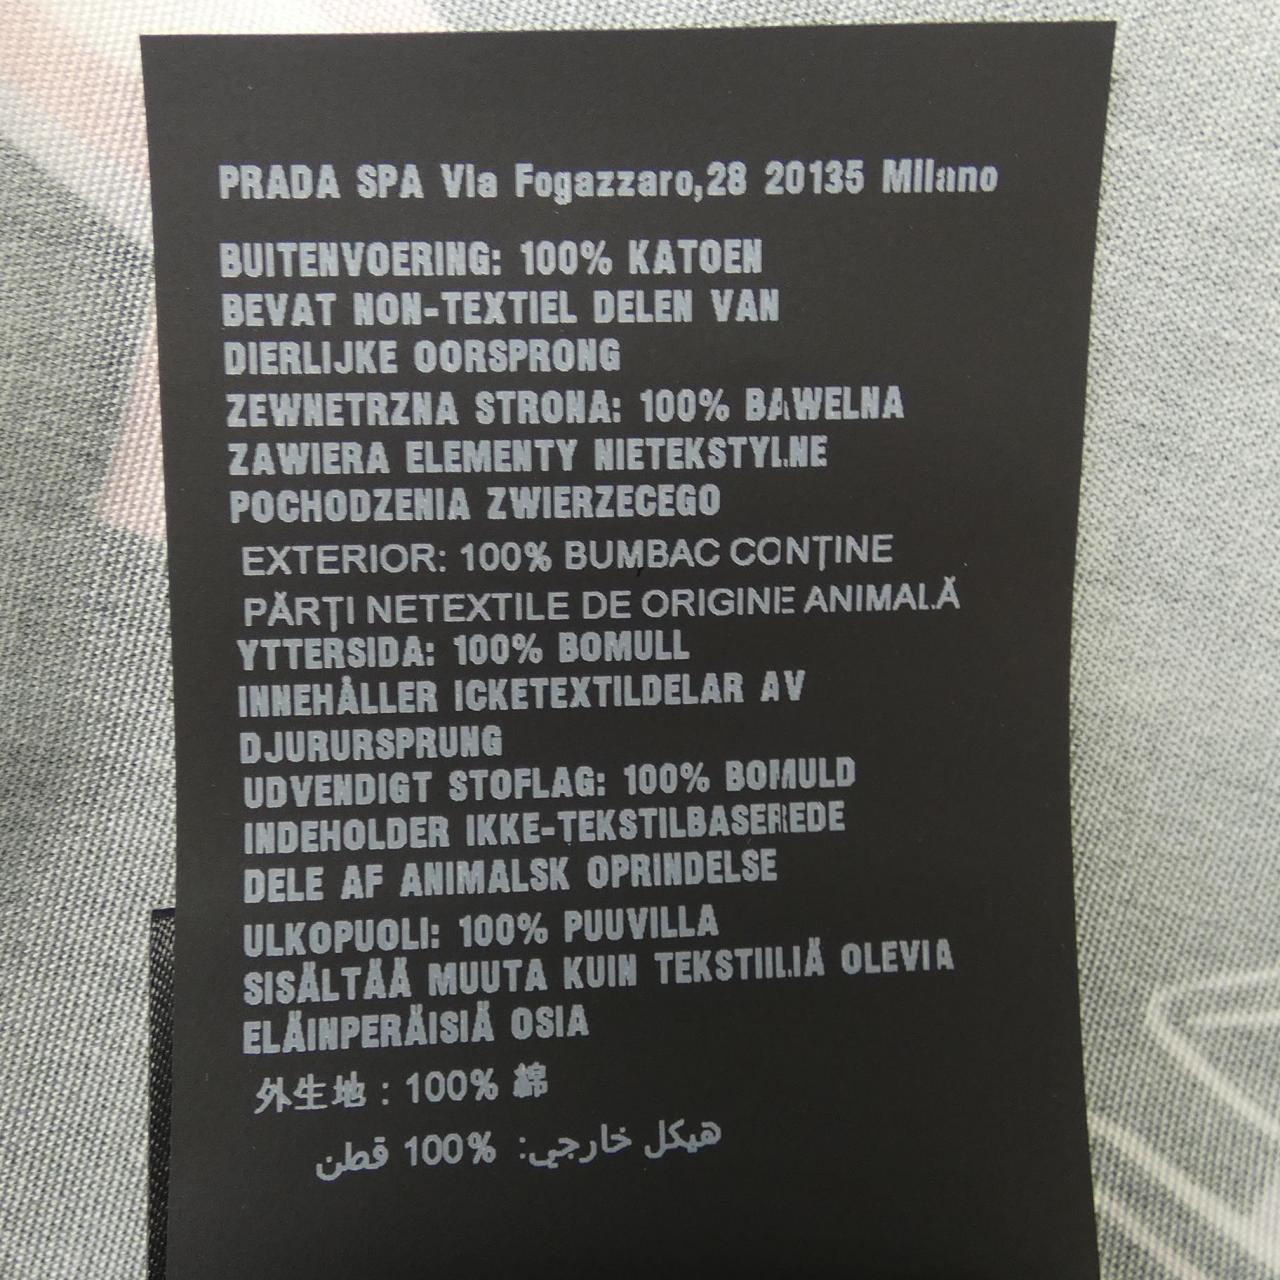 PRADA SPA Via Fogazzaro,28 20135 Milano
BUITENVOERING: 100% KATOEN
BEVAT NON-TEXTIEL DELEN VAN
DIERLIJKE OORSPRONG
ZEWNETRZNA STRONA: 100% BAWELNA
ZAWIERA ELEMENTY NIETEKSTYLNE
POCHODZENIA ZWIERZECEGO
EXTERIOR: 100% BUMBAC CONȚINE
PĂRȚI NETEXTILE DE ORIGINE ANIMALĂ
YTTERSIDA: 100% BOMULL
INNEHÅLLER ICKETEXTILDELAR AV
DJURURSPRUNG
UDVENDIGT STOFLAG: 100% BOMULD
INDEHOLDER IKKE-TEKSTILBASEREDE
DELE AF ANIMALSK OPRINDELSE
ULKOPUOLI: 100% PUUVILLA
SISÄLTÄÄ MUUTA KUIN TEKSTIILIÄ OLEVIA
ELÄINPERÄISIÄ OSIA
外生地 : 100% 綿
هيكل خارجي: 100% قطن